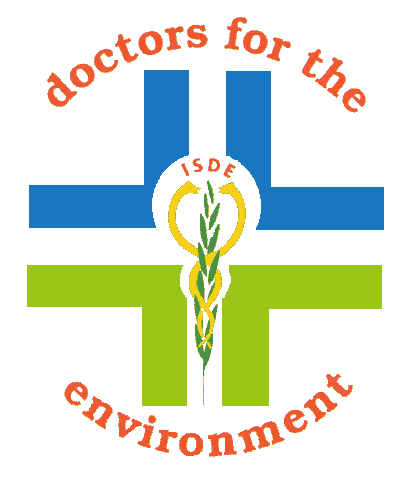 doctors for the
ISDE
environment